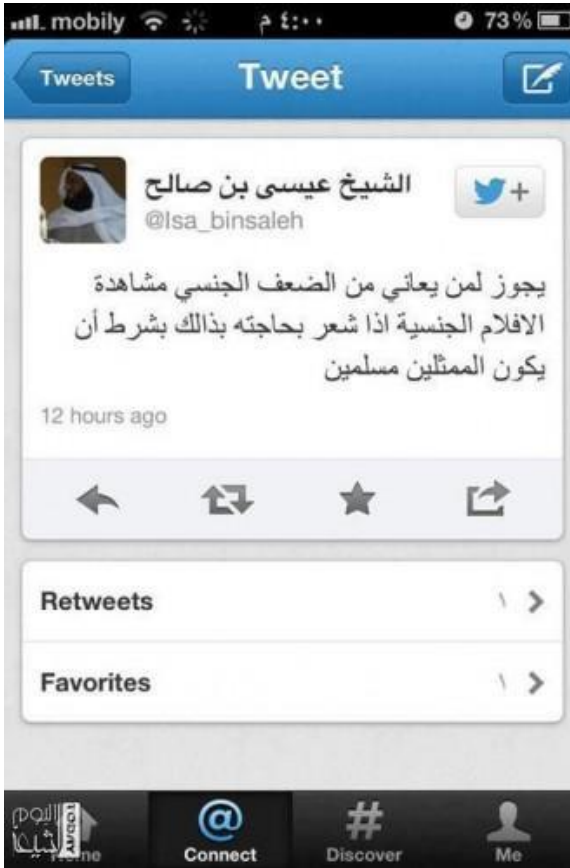 mobily ٤:٠٠ م 73%
Tweets Tweet
الشيخ عيسى بن صالح
@Isa_binsaleh
يجوز لمن يعاني من الضعف الجنسي مشاهدة
الافلام الجنسية اذا شعر بحاجته بذالك بشرط أن
يكون الممثلين مسلمين
12 hours ago
Retweets ١
Favorites ١
Home Connect Discover Me